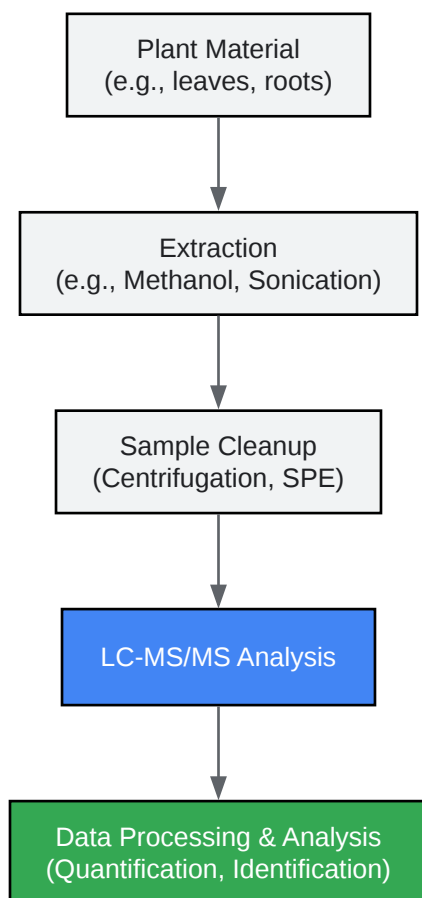 Plant Material
(e.g., leaves, roots)
Extraction
(e.g., Methanol, Sonication)
Sample Cleanup
(Centrifugation, SPE)
LC-MS/MS Analysis
Data Processing & Analysis
(Quantification, Identification)